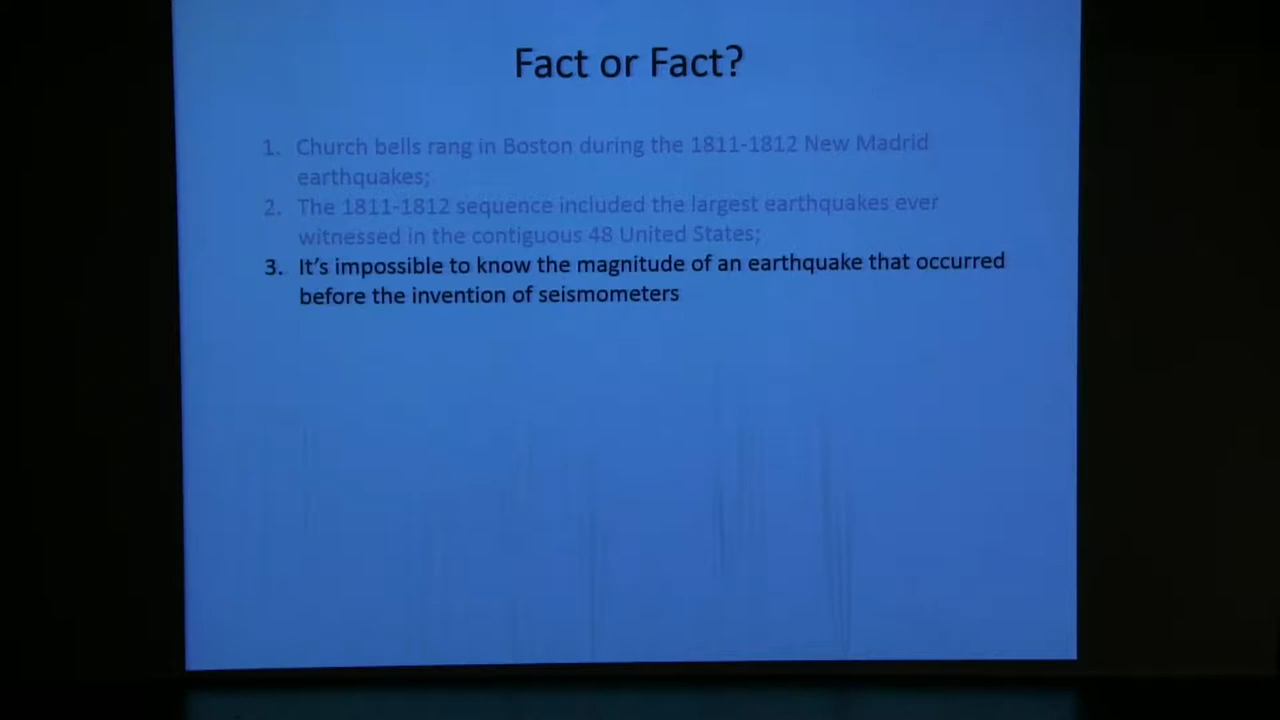 Fact or Fact?
1. Church bells rang in Boston during the 1811-1812 New Madrid
earthquakes;
2. The 1811-1812 sequence included the largest earthquakes ever
witnessed in the contiguous 48 United States;
3. It's impossible to know the magnitude of an earthquake that occurred
before the invention of seismometers